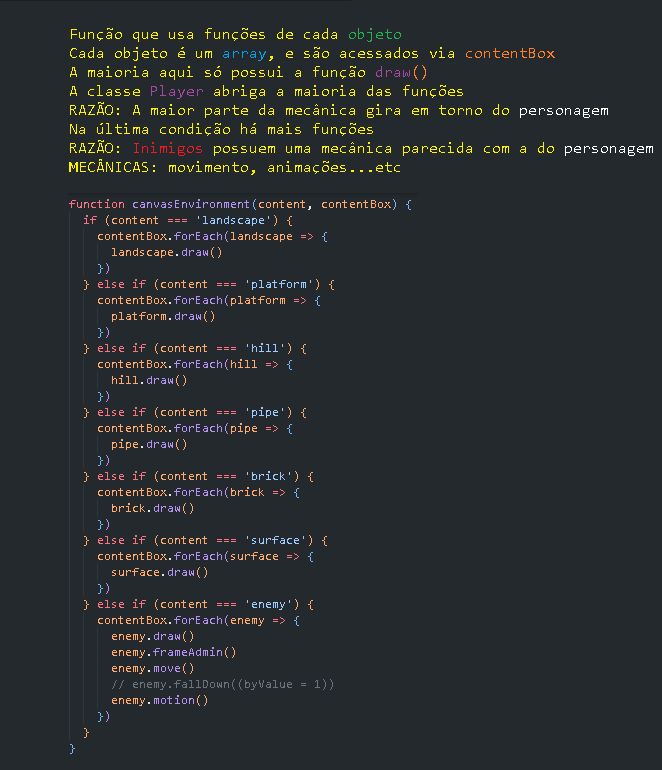 Função que usa funções de cada objeto
Cada objeto é um array, e são acessados via contentBox
A maioria aqui só possui a função draw()
A classe Player abriga a maioria das funções
RAZÃO: A maior parte da mecânica gira em torno do personagem
Na última condição há mais funções
RAZÃO: Inimigos possuem uma mecânica parecida com a do personagem
MECÂNICAS: movimento, animações...etc
function canvasEnvironment(content, contentBox) {
  if (content === 'landscape') {
    contentBox.forEach(landscape => {
      landscape.draw()
    })
  } else if (content === 'platform') {
    contentBox.forEach(platform => {
      platform.draw()
    })
  } else if (content === 'hill') {
    contentBox.forEach(hill => {
      hill.draw()
    })
  } else if (content === 'pipe') {
    contentBox.forEach(pipe => {
      pipe.draw()
    })
  } else if (content === 'brick') {
    contentBox.forEach(brick => {
      brick.draw()
    })
  } else if (content === 'surface') {
    contentBox.forEach(surface => {
      surface.draw()
    })
  } else if (content === 'enemy') {
    contentBox.forEach(enemy => {
      enemy.draw()
      enemy.frameAdmin()
      enemy.move()
      // enemy.fallDown((byValue = 1))
      enemy.motion()
    })
  }
}